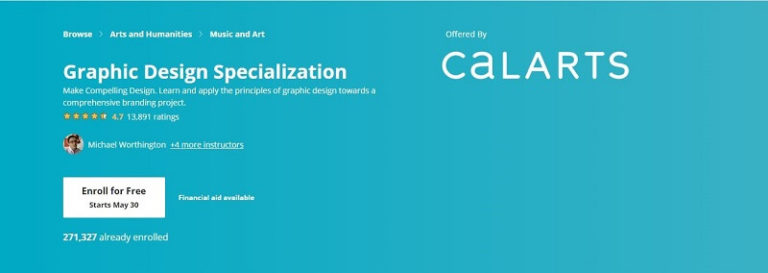 Browse > Arts and Humanities > Music and Art
Offered By
CALARTS
Graphic Design Specialization
Make Compelling Design. Learn and apply the principles of graphic design towards a
comprehensive branding project.
4.7 13,891 ratings
Michael Worthington +4 more instructors
Enroll for Free
Starts May 30
Financial aid available
271,327 already enrolled